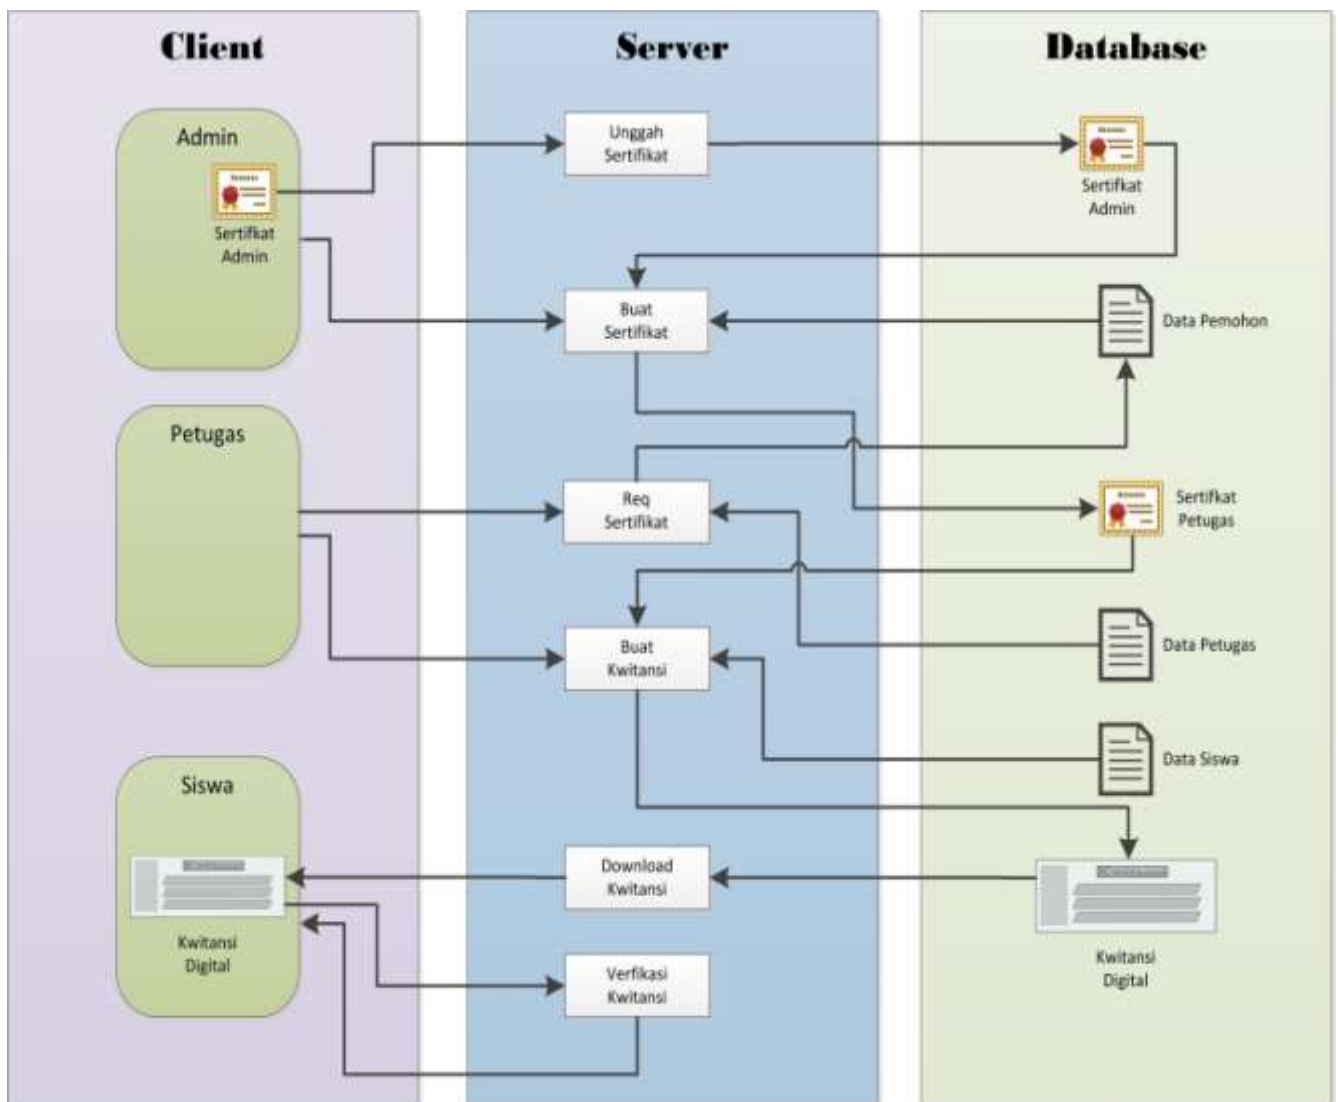 Client
Server
Database
Admin
Sertifkat
Admin
Unggah
Sertifikat
Sertifkat
Admin
Buat
Sertifikat
Data Pemohon
Petugas
Req
Sertifikat
Sertifkat
Petugas
Buat
Kwitansi
Data Petugas
Data Siswa
Siswa
Kwitansi
Digital
Download
Kwitansi
Verfikasi
Kwitansi
Kwitansi
Digital